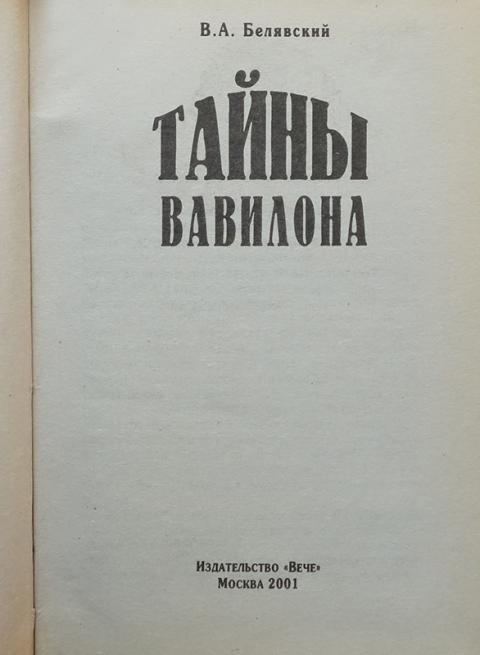 В.А. Белявский
ТАЙНЫ
ВАВИЛОНА
Издательство «Вече»
Москва 2001